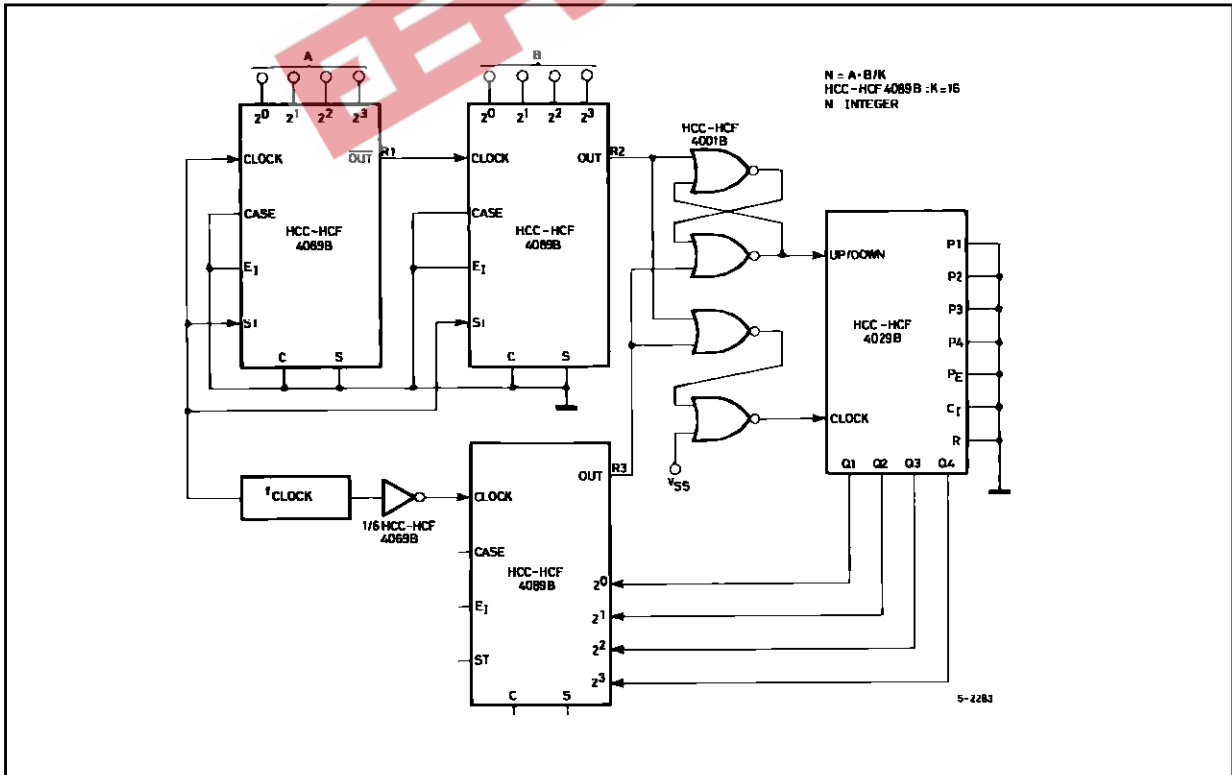 A
B
N = A·B/K
HCC-HCF 4089B :K=16
N INTEGER
2⁰ 2¹ 2² 2³
2⁰ 2¹ 2² 2³
HCC-HCF
4001B
CLOCK
OUT R1
CLOCK
OUT R2
CASE
HCC-HCF
4089B
CASE
HCC-HCF
4089B
P1
UP/DOWN
E_I
E_I
P2
ST
ST
HCC-HCF
4029B
P3
P4
C S
C S
P_E
C_I
CLOCK
R
OUT R3
Q1 Q2 Q3 Q4
V_SS
f_CLOCK
CLOCK
1/6 HCC-HCF
4069B
CASE
HCC-HCF
4089B
2⁰
E_I
2¹
2²
ST
2³
C S
S-2283